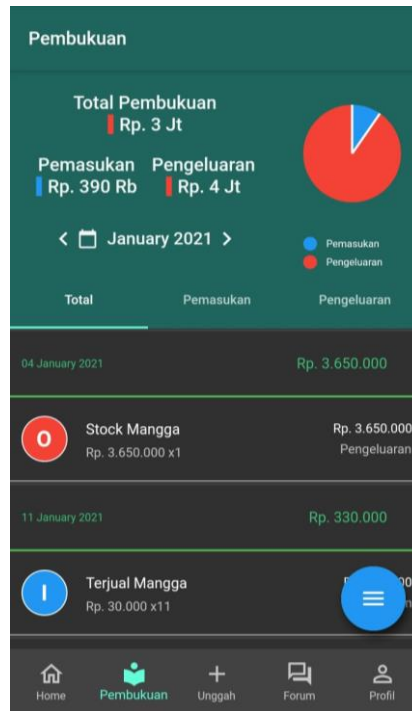 Pembukuan
Total Pembukuan
Rp. 3 Jt
Pemasukan Pengeluaran
Rp. 390 Rb Rp. 4 Jt
January 2021
Pemasukan
Pengeluaran
Total Pemasukan Pengeluaran
04 January 2021 Rp. 3.650.000
O
Stock Mangga Rp. 3.650.000
Rp. 3.650.000 x1 Pengeluaran
11 January 2021 Rp. 330.000
I
Terjual Mangga
Rp. 30.000 x11
Home Pembukuan Unggah Forum Profil